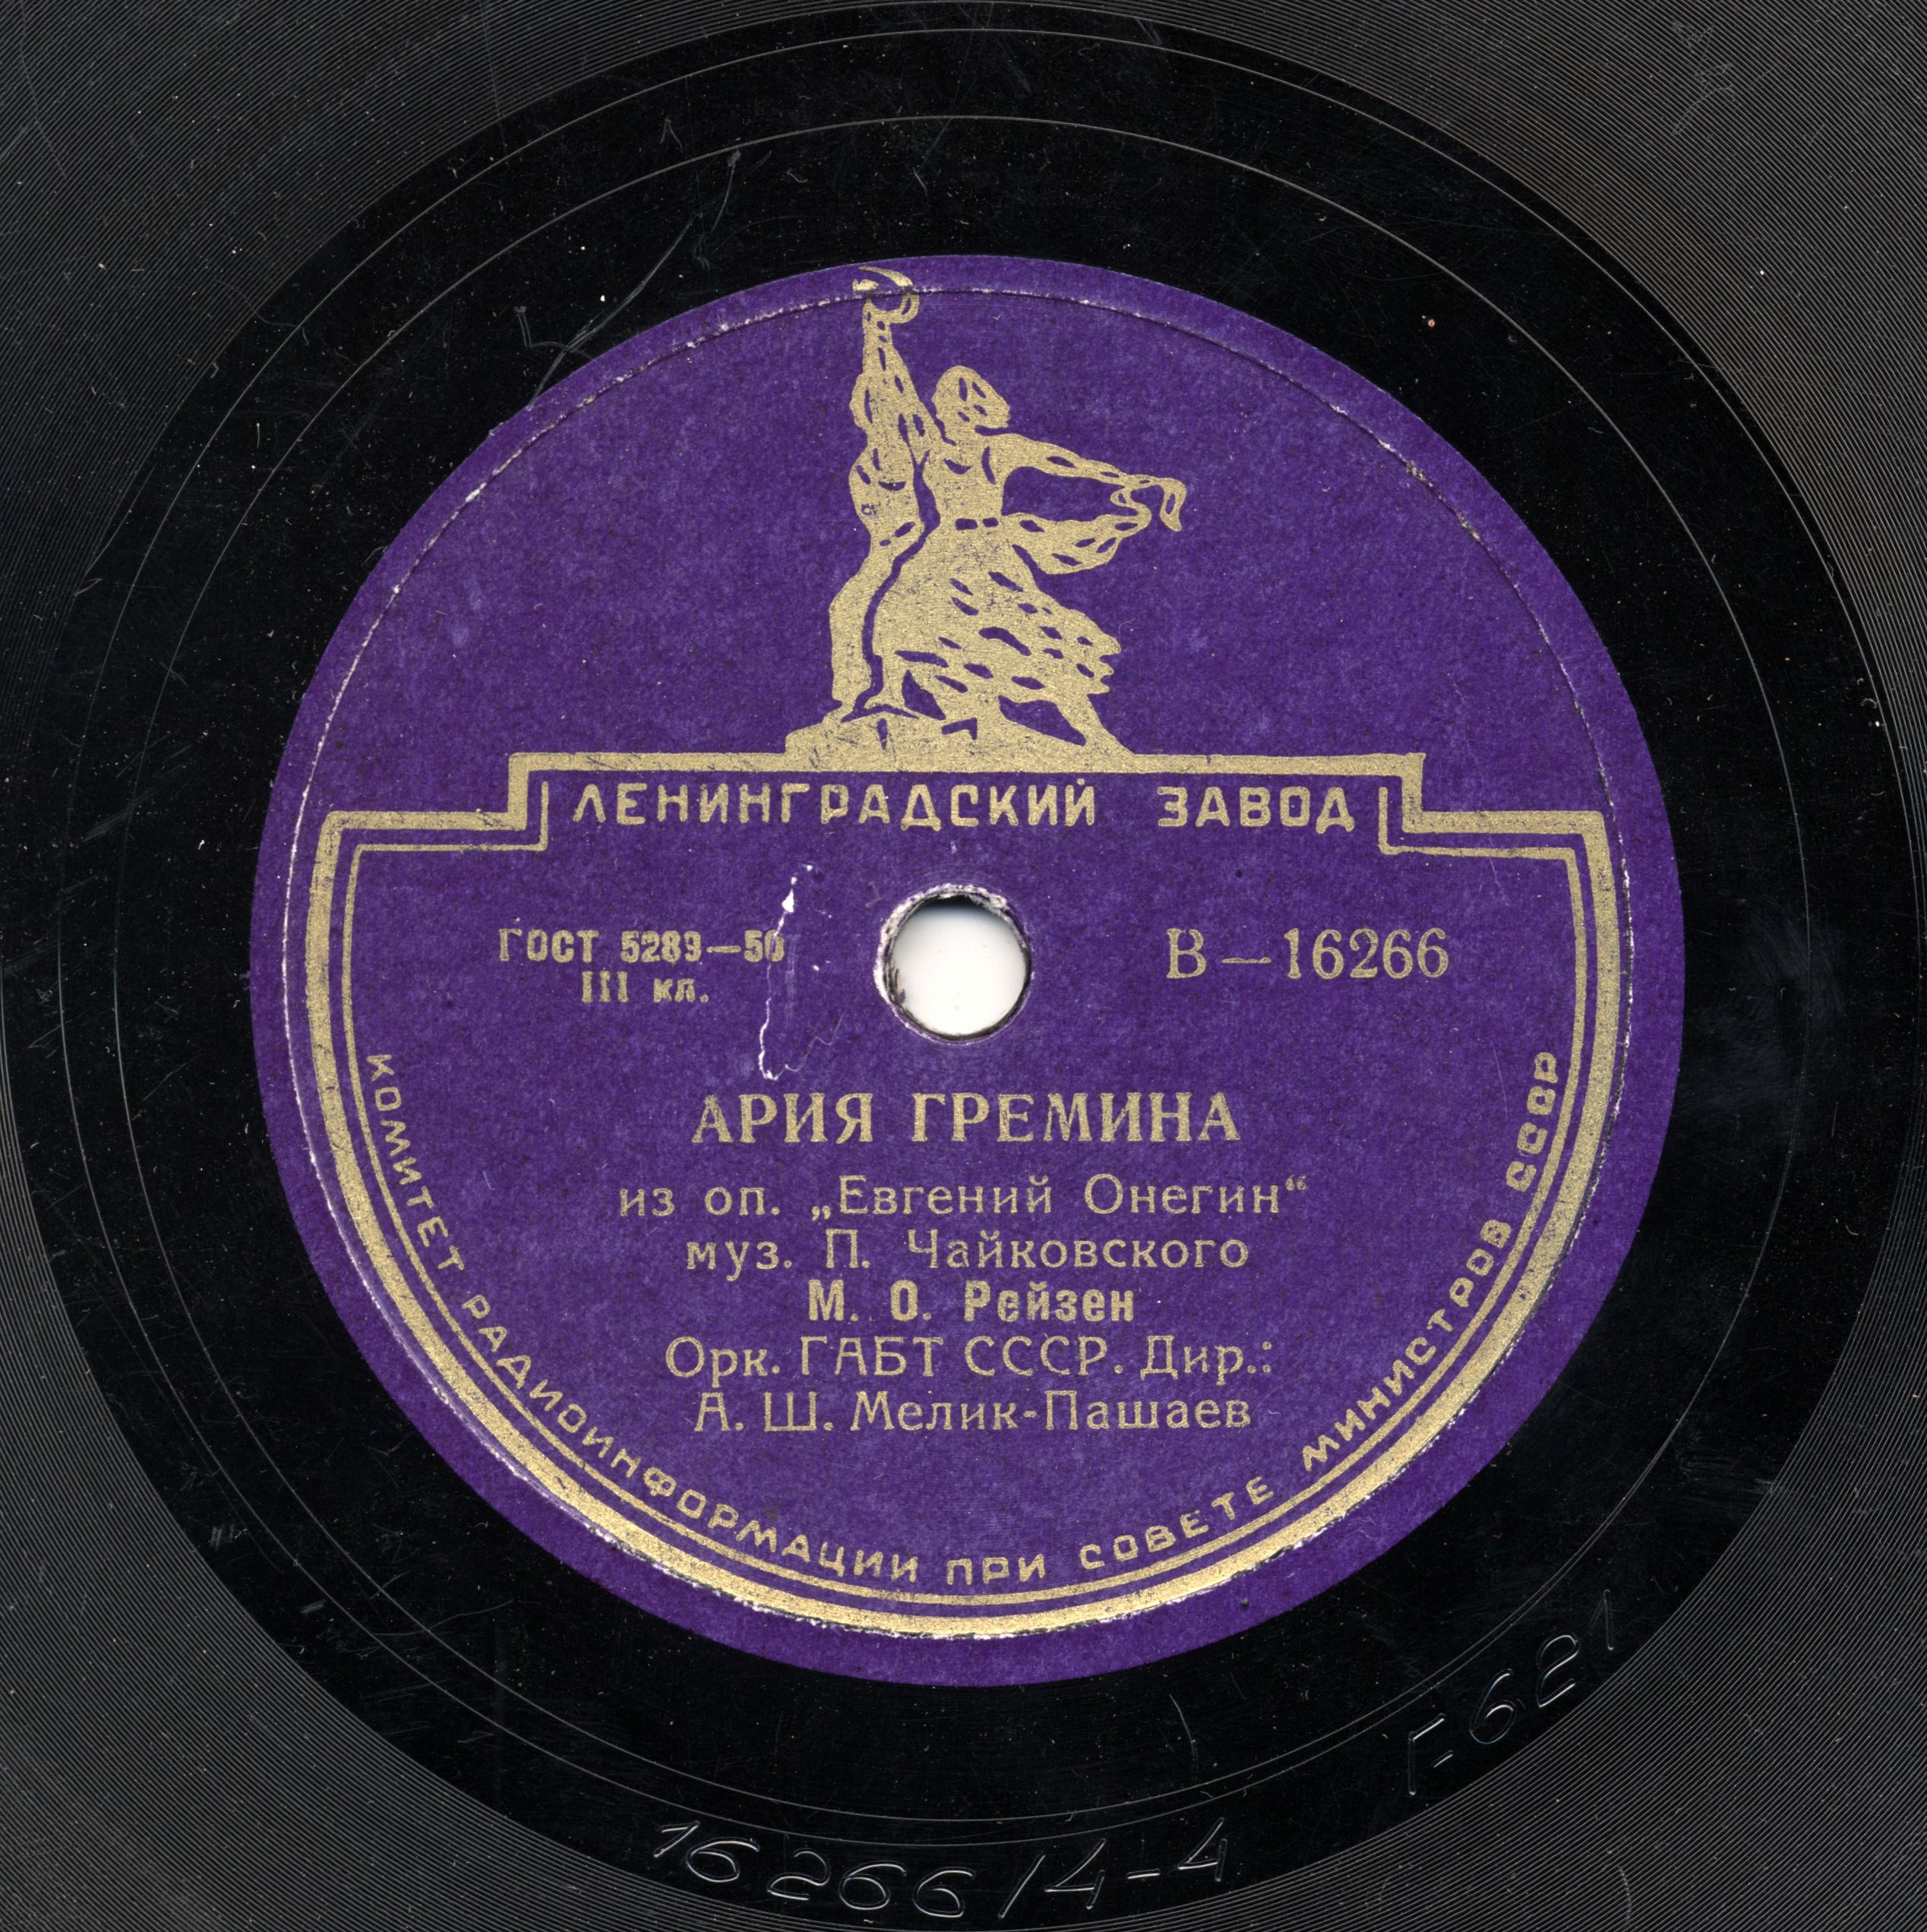 ЛЕНИНГРАДСКИЙ ЗАВОД
ГОСТ 5289—50
III кл.
В—16266
АРИЯ ГРЕМИНА
из оп. „Евгений Онегин“
муз. П. Чайковского
М. О. Рейзен
Орк. ГАБТ СССР. Дир.:
А. Ш. Мелик-Пашаев
КОМИТЕТ РАДИОИНФОРМАЦИИ ПРИ СОВЕТЕ МИНИСТРОВ СССР
16266/4-4
Г-621